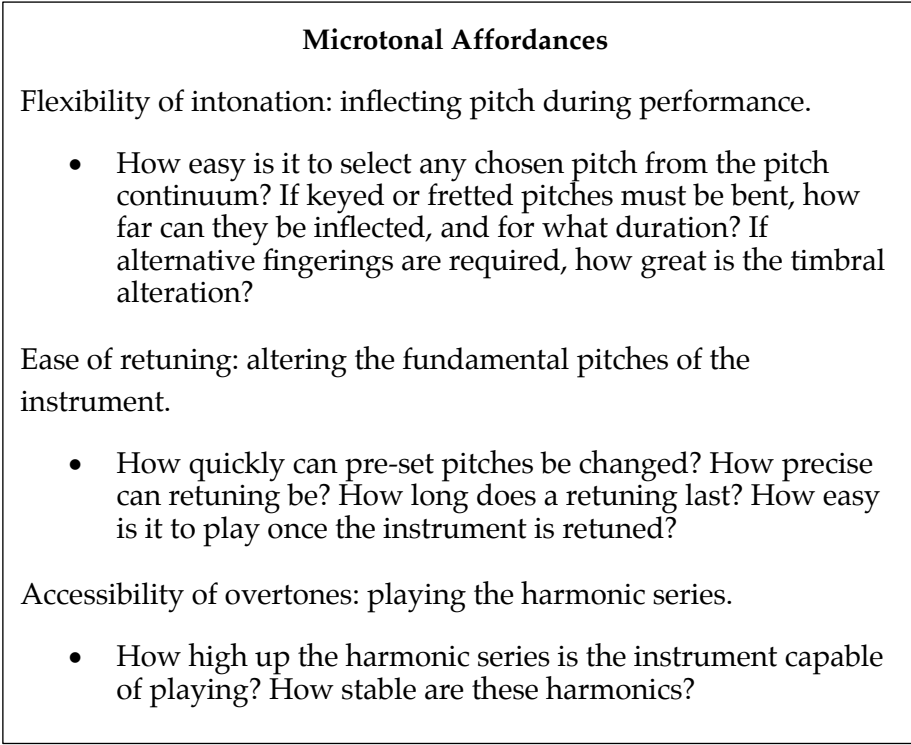 Microtonal Affordances
Flexibility of intonation: inflecting pitch during performance.
• How easy is it to select any chosen pitch from the pitch
continuum? If keyed or fretted pitches must be bent, how
far can they be inflected, and for what duration? If
alternative fingerings are required, how great is the timbral
alteration?
Ease of retuning: altering the fundamental pitches of the
instrument.
• How quickly can pre-set pitches be changed? How precise
can retuning be? How long does a retuning last? How easy
is it to play once the instrument is retuned?
Accessibility of overtones: playing the harmonic series.
• How high up the harmonic series is the instrument capable
of playing? How stable are these harmonics?